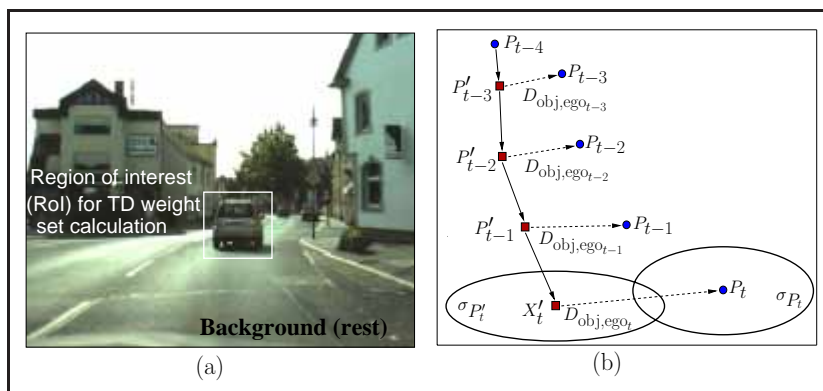 Region of interest
(RoI) for TD weight
set calculation
Background (rest)
(a)
P_{t−4}
P′_{t−3}
P_{t−3}
D_{obj,ego_{t−3}}
P′_{t−2}
P_{t−2}
D_{obj,ego_{t−2}}
P′_{t−1}
P_{t−1}
D_{obj,ego_{t−1}}
σ_{P′_t}
X′_t
D_{obj,ego_t}
P_t
σ_{P_t}
(b)